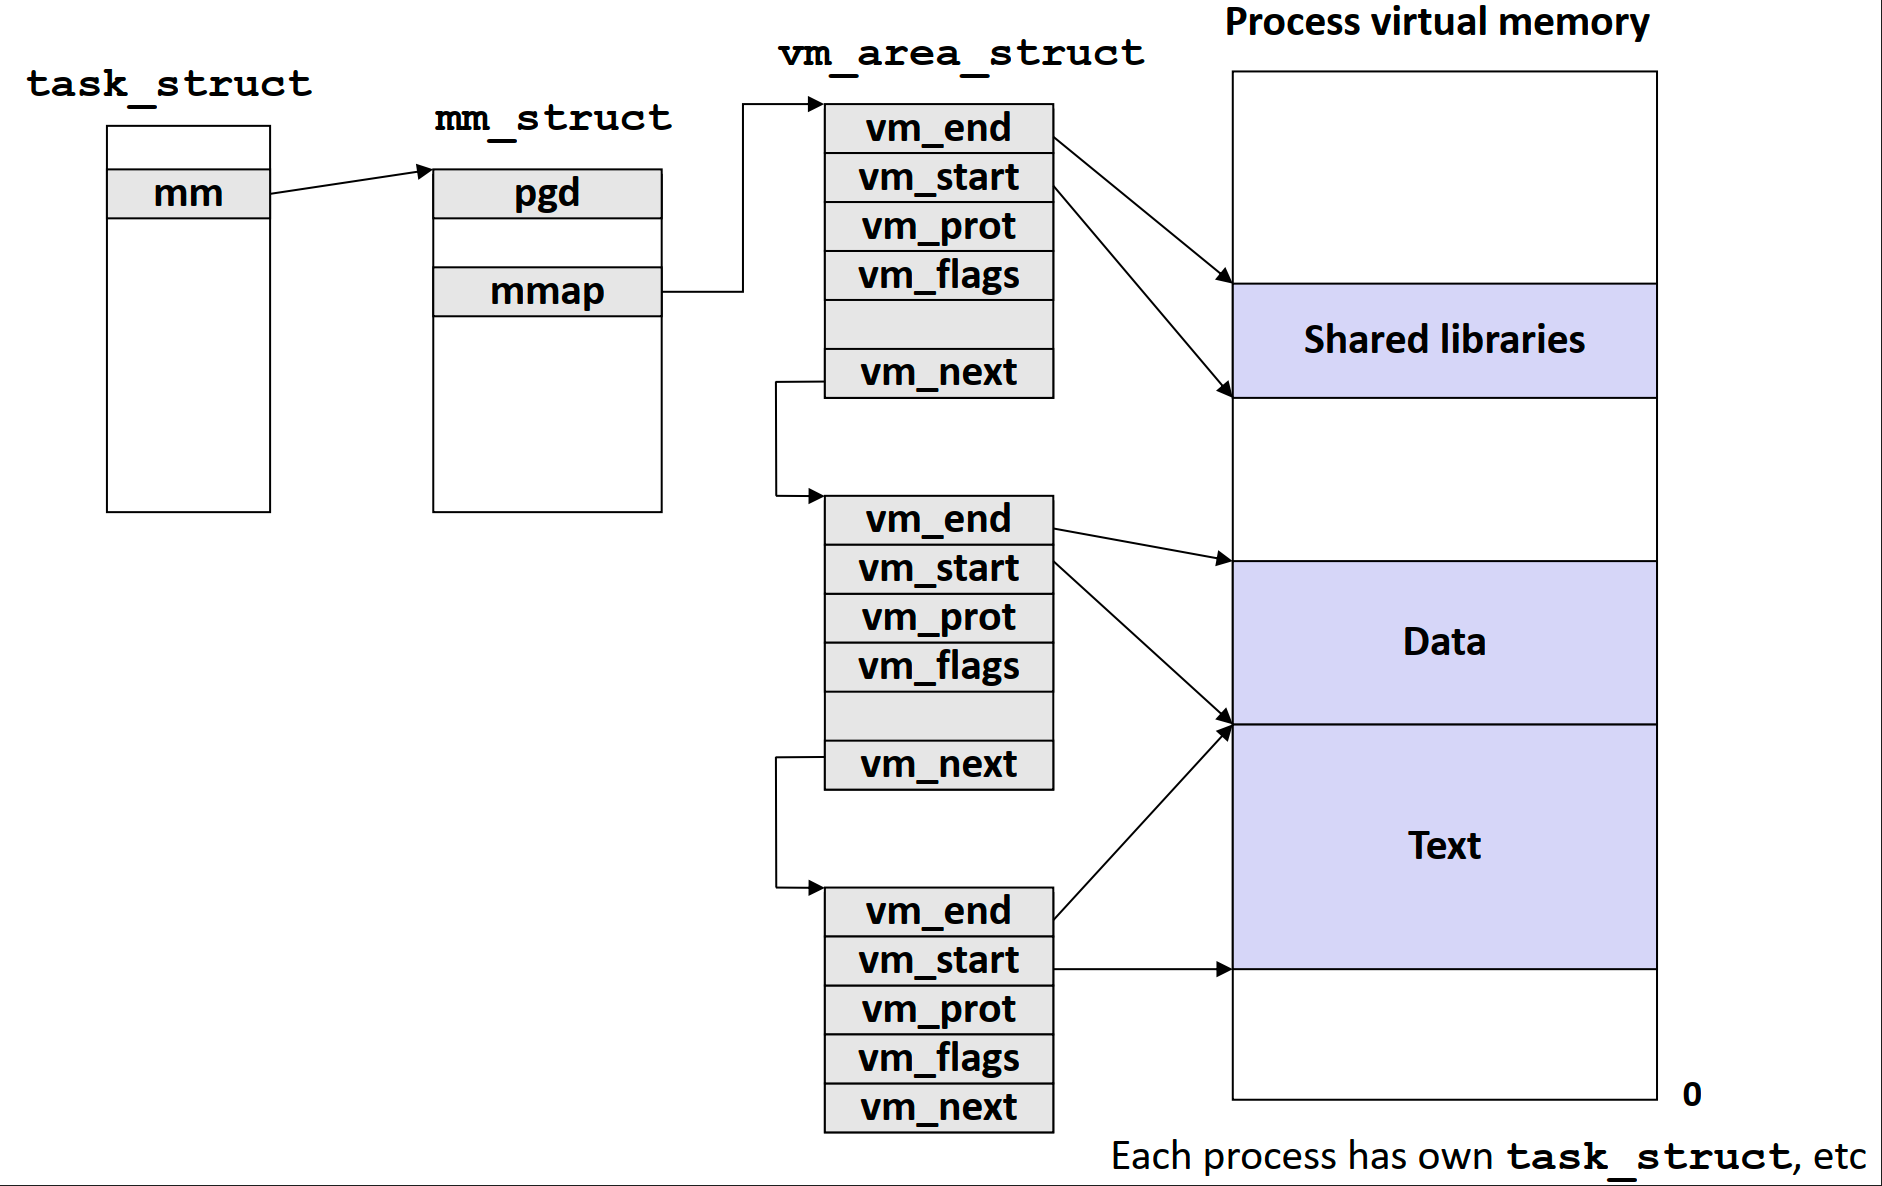 Process virtual memory
task_struct
mm
mm_struct
pgd
mmap
vm_area_struct
vm_end
vm_start
vm_prot
vm_flags
vm_next
vm_end
vm_start
vm_prot
vm_flags
vm_next
vm_end
vm_start
vm_prot
vm_flags
vm_next
Shared libraries
Data
Text
0
Each process has own task_struct, etc